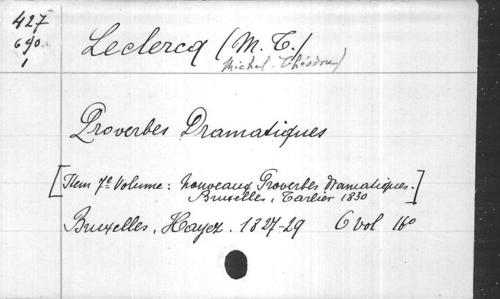 427
690
1
Leclercq (M. T.)
Michel-Théodore)
Proverbes Dramatiques
[Item 7e Volume: Nouveaux Proverbes dramatiques.
Bruxelles, Tarlier 1830]
Bruxelles, Hayez. 1827-29 6 vol 16o